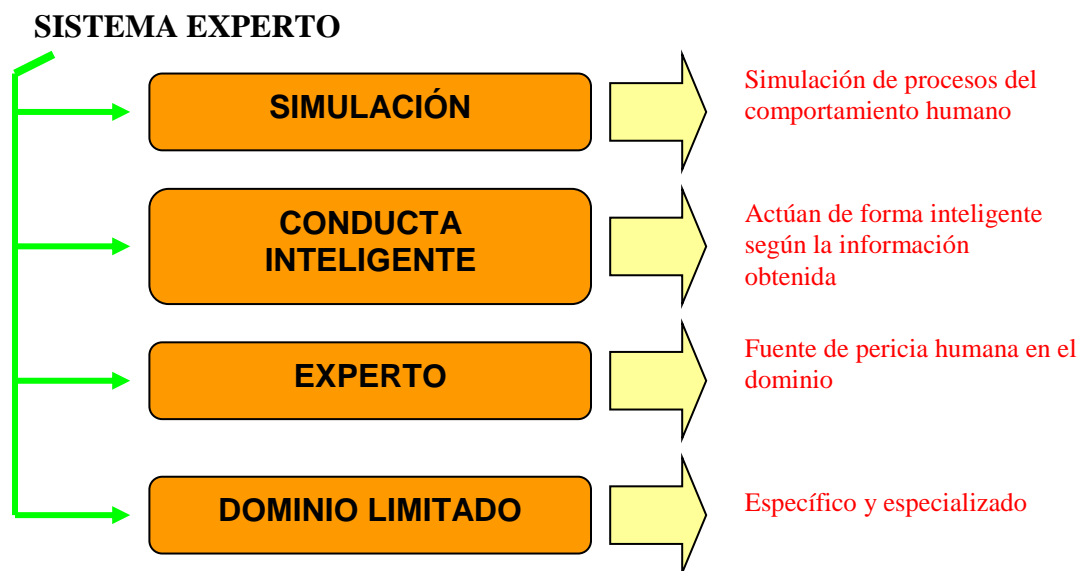 SISTEMA EXPERTO
SIMULACIÓN
Simulación de procesos del
comportamiento humano
CONDUCTA
INTELIGENTE
Actúan de forma inteligente
según la información
obtenida
EXPERTO
Fuente de pericia humana en el
dominio
DOMINIO LIMITADO
Específico y especializado